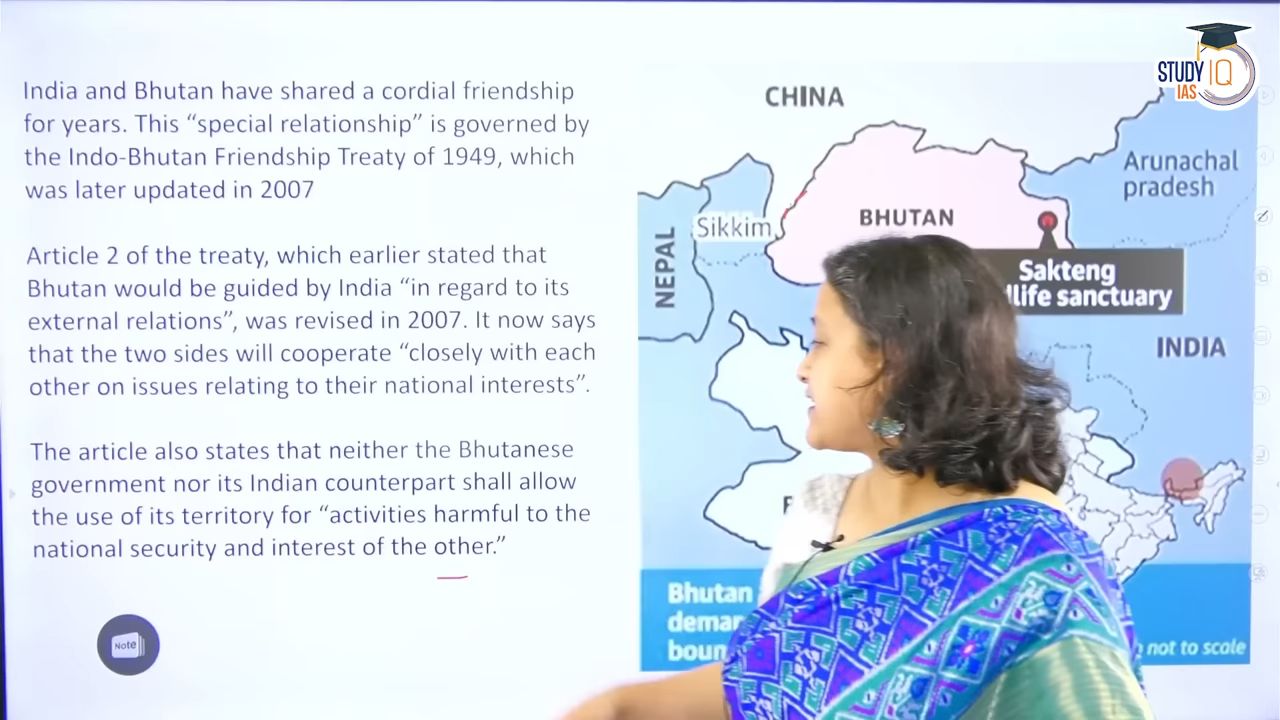 India and Bhutan have shared a cordial friendship
for years. This “special relationship” is governed by
the Indo-Bhutan Friendship Treaty of 1949, which
was later updated in 2007
Article 2 of the treaty, which earlier stated that
Bhutan would be guided by India “in regard to its
external relations”, was revised in 2007. It now says
that the two sides will cooperate “closely with each
other on issues relating to their national interests”.
The article also states that neither the Bhutanese
government nor its Indian counterpart shall allow
the use of its territory for “activities harmful to the
national security and interest of the other.”
Note
STUDY IQ
IAS
CHINA
Arunachal
pradesh
BHUTAN
Sikkim
NEPAL
Sakteng
sanctuary
INDIA
Bhutan
not to scale